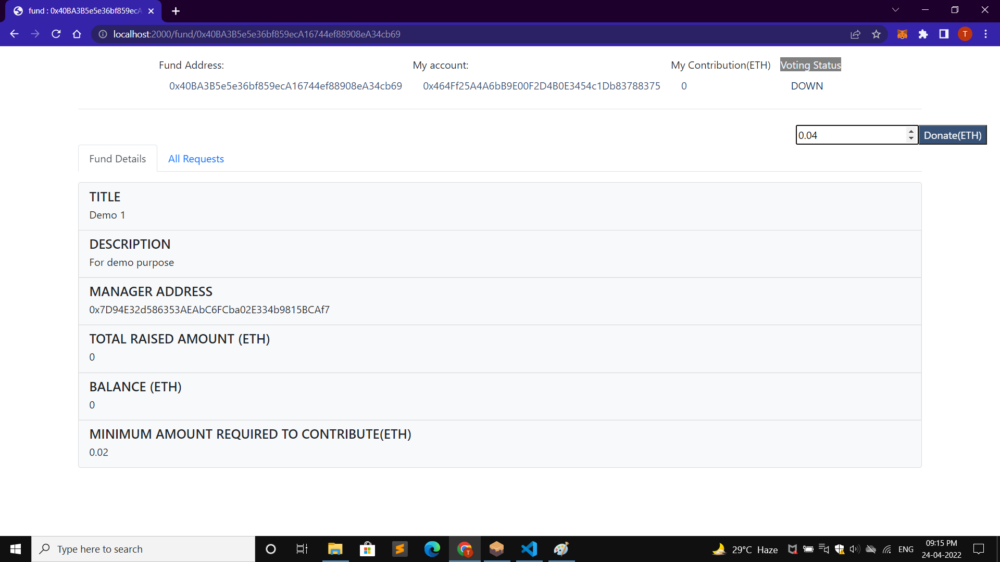 fund : 0x40BA3B5e5e36bf859ecA
localhost:2000/fund/0x40BA3B5e5e36bf859ecA16744ef88908eA34cb69
T
Fund Address: My account: My Contribution(ETH) Voting Status
0x40BA3B5e5e36bf859ecA16744ef88908eA34cb69 0x464Ff25A4A6bB9E00F2D4B0E3454c1Db83788375 0 DOWN
0.04 Donate(ETH)
Fund Details All Requests
TITLE
Demo 1
DESCRIPTION
For demo purpose
MANAGER ADDRESS
0x7D94E32d586353AEAbC6FCba02E334b9815BCAf7
TOTAL RAISED AMOUNT (ETH)
0
BALANCE (ETH)
0
MINIMUM AMOUNT REQUIRED TO CONTRIBUTE(ETH)
0.02
Type here to search
T
29°C Haze
ENG
09:15 PM
24-04-2022